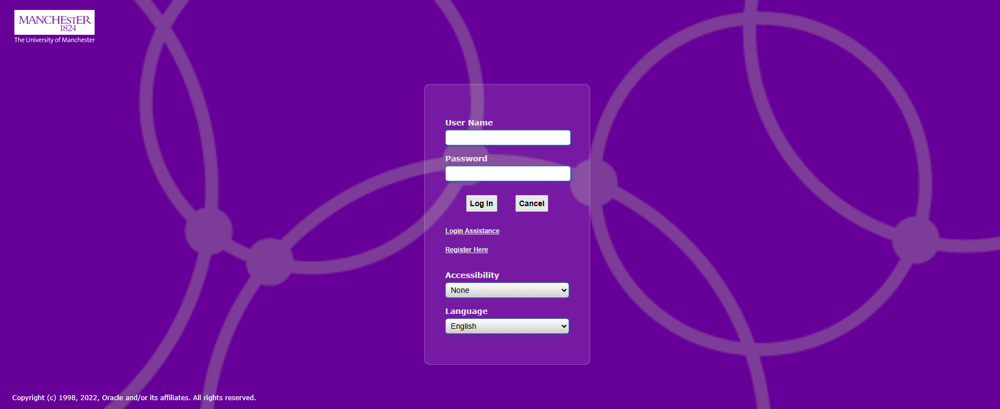 MANCHESTER
1824
The University of Manchester
User Name
Password
Log In Cancel
Login Assistance
Register Here
Accessibility
None
Language
English
Copyright (c) 1998, 2022, Oracle and/or its affiliates. All rights reserved.